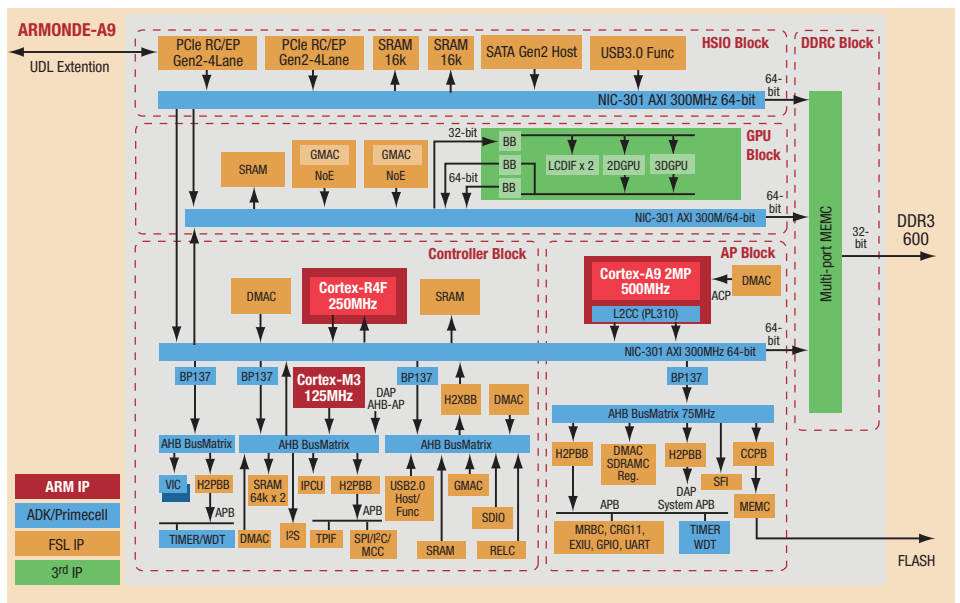 ARMONDE-A9
UDL Extention
PCIe RC/EP
Gen2-4Lane
PCIe RC/EP
Gen2-4Lane
SRAM
16k
SRAM
16k
SATA Gen2 Host
USB3.0 Func
HSIO Block
DDRC Block
64-
bit
NIC-301 AXI 300MHz 64-bit
SRAM
GMAC
NoE
GMAC
NoE
32-bit
64-bit
BB
BB
BB
LCDIF x 2
2DGPU
3DGPU
GPU
Block
64-
bit
NIC-301 AXI 300M/64-bit
Multi-port MEMC
32-
bit
DDR3
600
Controller Block
DMAC
Cortex-R4F
250MHz
SRAM
AP Block
Cortex-A9 2MP
500MHz
L2CC (PL310)
ACP
DMAC
64-
bit
NIC-301 AXI 300MHz 64-bit
BP137
BP137
Cortex-M3
125MHz
DAP
AHB-AP
BP137
H2XBB
DMAC
BP137
AHB BusMatrix
AHB BusMatrix
AHB BusMatrix
AHB BusMatrix 75MHz
VIC
H2PBB
APB
TIMER/WDT
DMAC
SRAM
64k x 2
I2S
IPCU
H2PBB
APB
TPIF
SPI/I2C/
MCC
USB2.0
Host/
Func
SRAM
GMAC
SDIO
RELC
H2PBB
DMAC
SDRAMC
Reg.
H2PBB
DAP
SFI
CCPB
MEMC
APB
System APB
MRBC, CRG11,
EXIU, GPIO, UART
TIMER
WDT
FLASH
ARM IP
ADK/Primecell
FSL IP
3rd IP